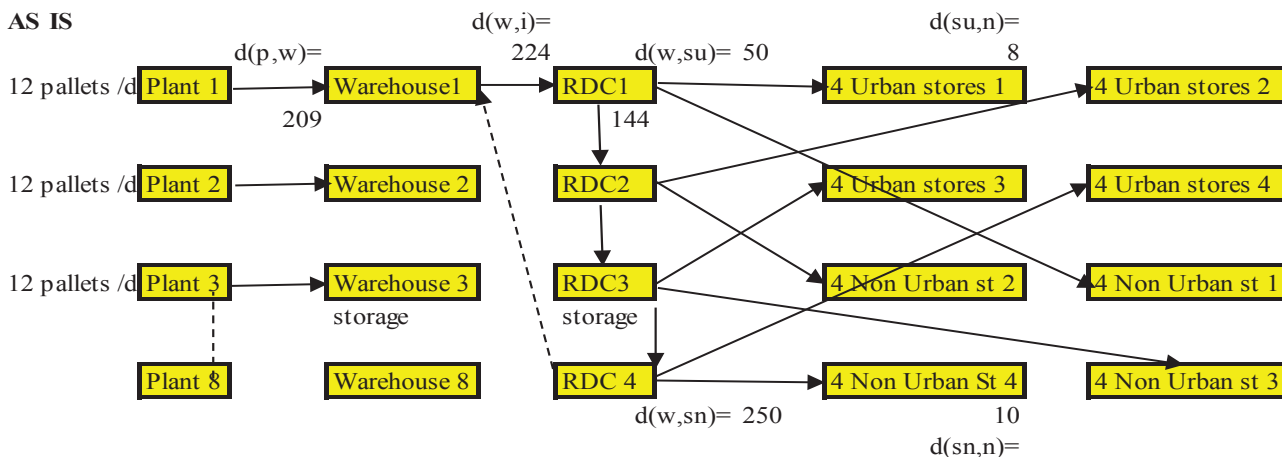 AS IS
d(w,i)=
d(su,n)=
d(p,w)=
224
d(w,su)= 50
8
12 pallets /d Plant 1 Warehouse1 RDC1 4 Urban stores 1 4 Urban stores 2
209 144
12 pallets /d Plant 2 Warehouse 2 RDC2 4 Urban stores 3 4 Urban stores 4
12 pallets /d Plant 3 Warehouse 3 RDC3 4 Non Urban st 2 4 Non Urban st 1
storage storage
Plant 8 Warehouse 8 RDC 4 4 Non Urban St 4 4 Non Urban st 3
d(w,sn)= 250 10
d(sn,n)=